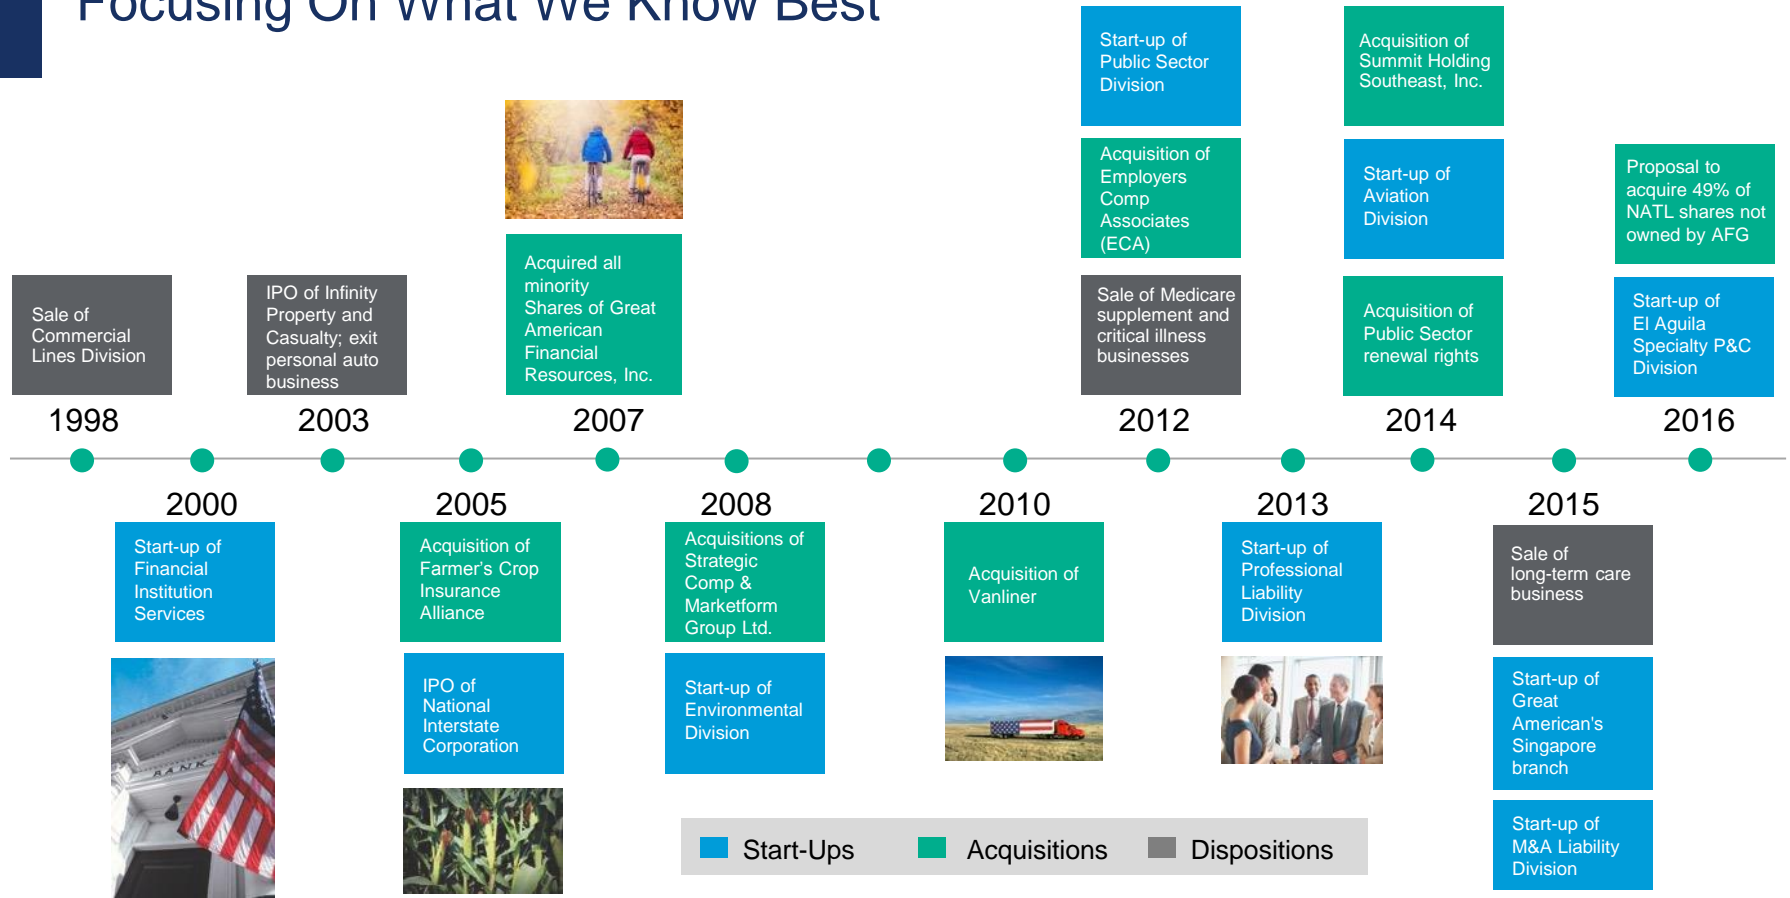 Focusing On What We Know Best
Start-up of
Public Sector
Division
Acquisition of
Employers
Comp
Associates
(ECA)
Sale of Medicare
supplement and
critical illness
businesses
Acquisition of
Summit Holding
Southeast, Inc.
Start-up of
Aviation
Division
Acquisition of
Public Sector
renewal rights
Proposal to
acquire 49% of
NATL shares not
owned by AFG
Start-up of
El Aguila
Specialty P&C
Division
Sale of
Commercial
Lines Division
IPO of Infinity
Property and
Casualty; exit
personal auto
business
Acquired all
minority
Shares of Great
American
Financial
Resources, Inc.
1998
2003
2007
2012
2014
2016
2000
2005
2008
2010
2013
2015
Start-up of
Financial
Institution
Services
BANK
Acquisition of
Farmer’s Crop
Insurance
Alliance
IPO of
National
Interstate
Corporation
Acquisitions of
Strategic
Comp &
Marketform
Group Ltd.
Start-up of
Environmental
Division
Acquisition of
Vanliner
Start-up of
Professional
Liability
Division
Sale of
long-term care
business
Start-up of
Great
American's
Singapore
branch
Start-up of
M&A Liability
Division
Start-Ups
Acquisitions
Dispositions